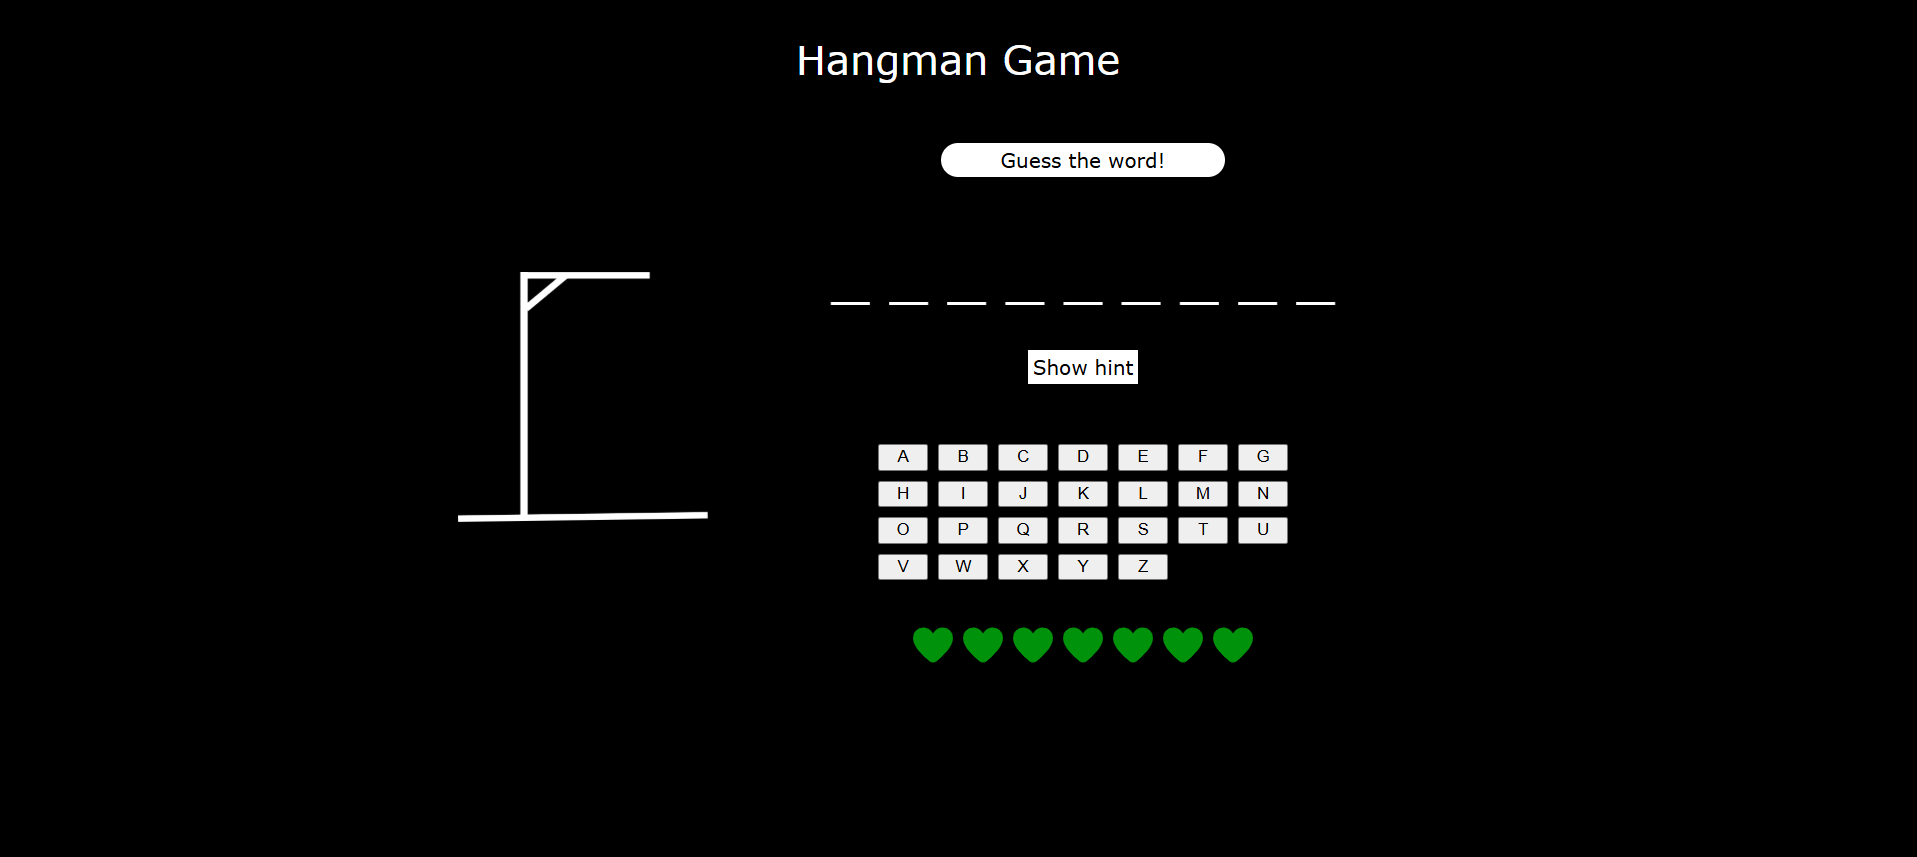 Hangman Game
Guess the word!
Show hint
A B C D E F G
H I J K L M N
O P Q R S T U
V W X Y Z